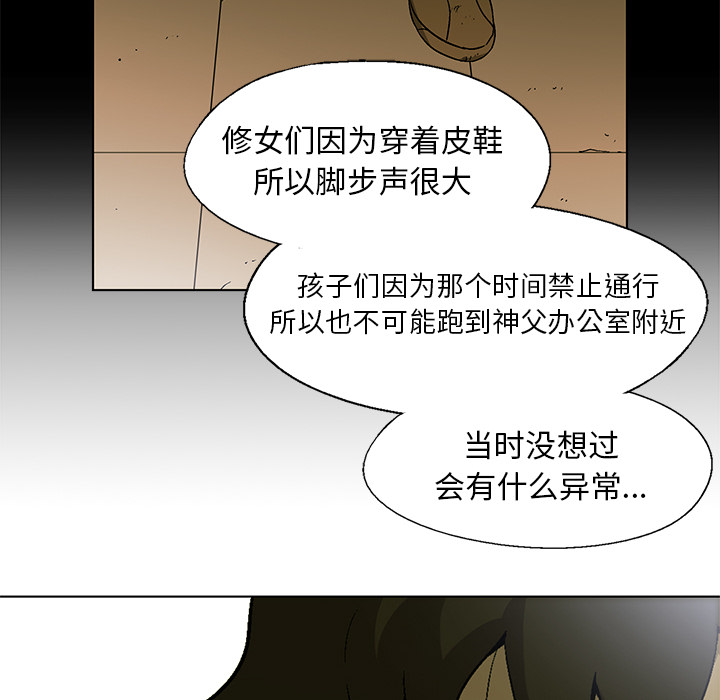 修女们因为穿着皮鞋
所以脚步声很大
孩子们因为那个时间禁止通行
所以也不可能跑到神父办公室附近
当时没想过
会有什么异常...